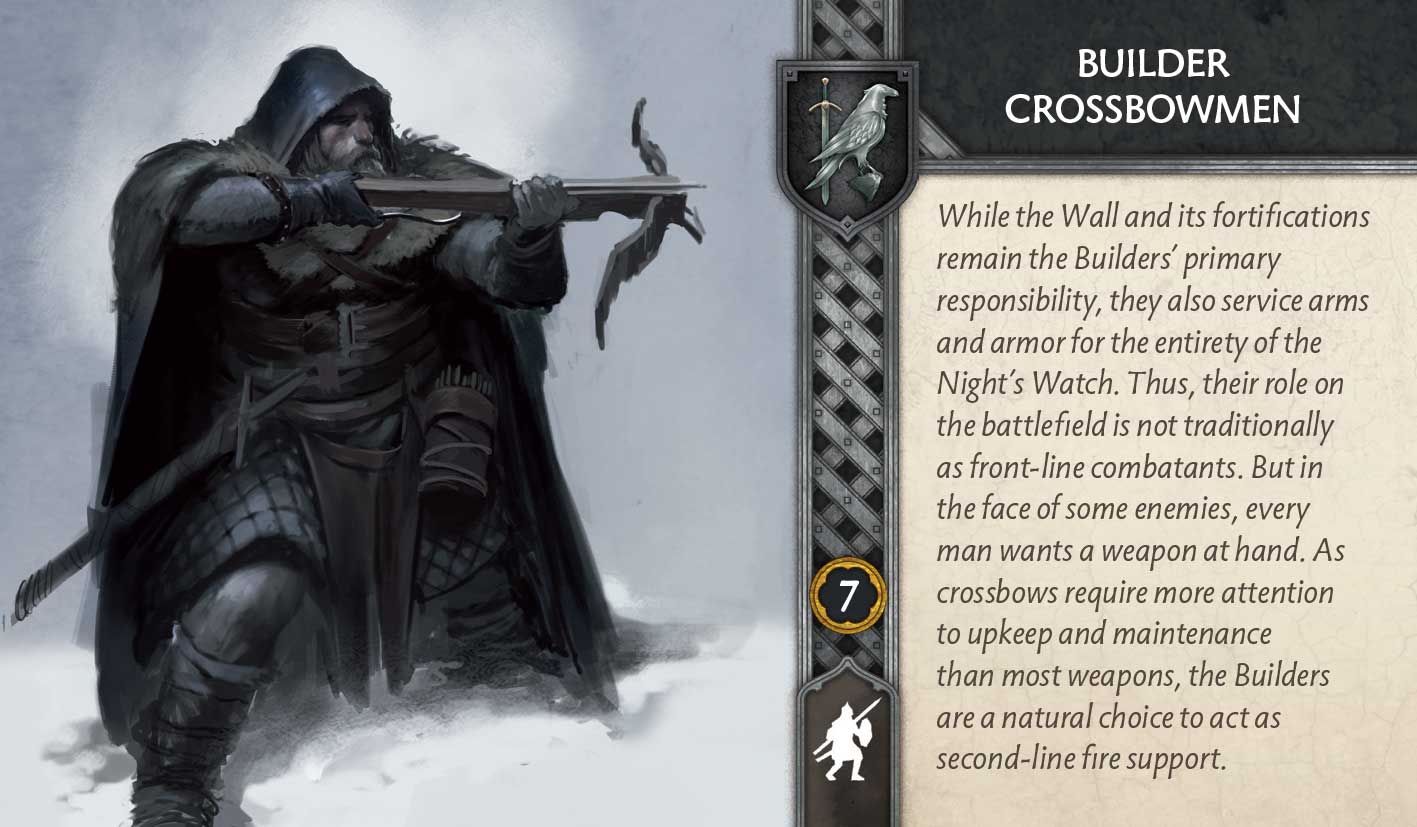 BUILDER
CROSSBOWMEN
While the Wall and its fortifications
remain the Builders' primary
responsibility, they also service arms
and armor for the entirety of the
Night's Watch. Thus, their role on
the battlefield is not traditionally
as front-line combatants. But in
the face of some enemies, every
man wants a weapon at hand. As
crossbows require more attention
to upkeep and maintenance
than most weapons, the Builders
are a natural choice to act as
second-line fire support.
7